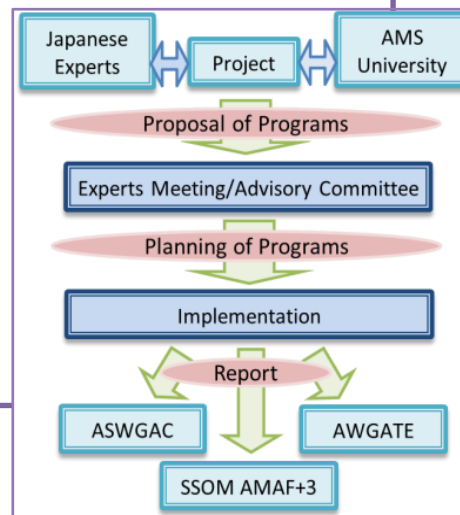 Japanese
Experts
Project
AMS
University
Proposal of Programs
Experts Meeting/Advisory Committee
Planning of Programs
Implementation
Report
ASWGAC
AWGATE
SSOM AMAF+3